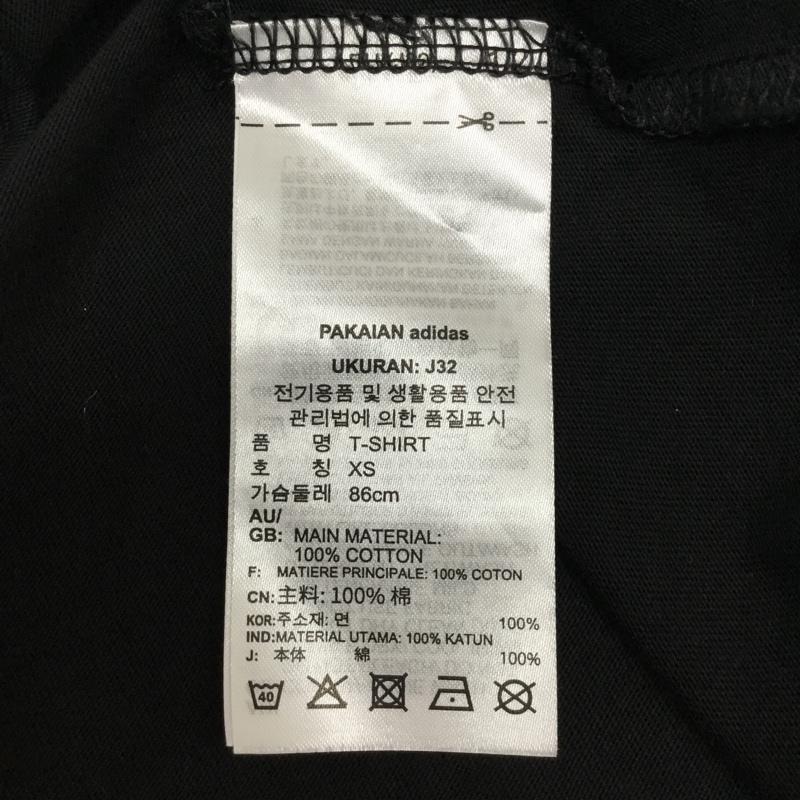 PAKAIAN adidas
UKURAN: J32
전기용품 및 생활용품 안전
관리법에 의한 품질표시
품 명 T-SHIRT
호 칭 XS
가슴둘레 86cm
AU/
GB: MAIN MATERIAL:
100% COTTON
F: MATIERE PRINCIPALE: 100% COTON
CN:主料: 100% 棉
KOR:주소재: 면 100%
IND:MATERIAL UTAMA: 100% KATUN
J: 本体 綿 100%
40